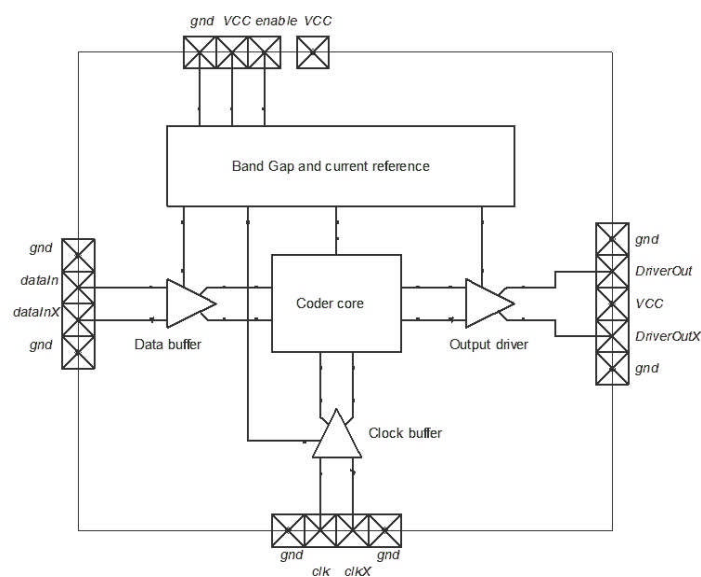 gnd VCC enable VCC
Band Gap and current reference
gnd
dataIn
dataInX
gnd
Data buffer
Coder core
Output driver
gnd
DriverOut
VCC
DriverOutX
gnd
Clock buffer
gnd clk clkX gnd